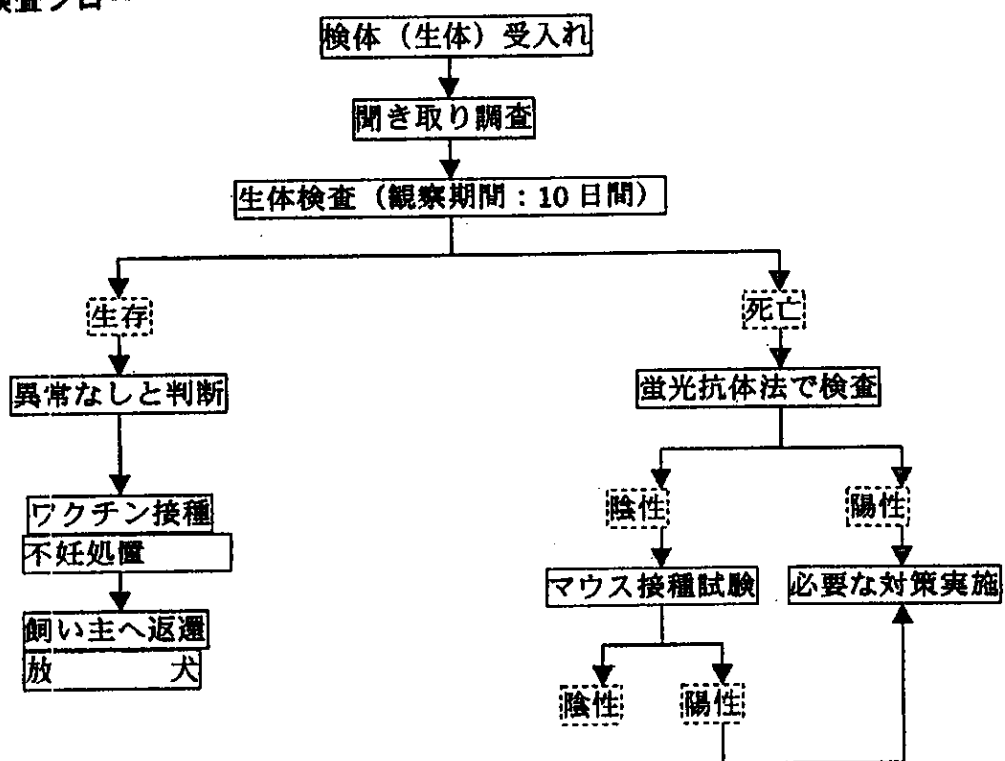 検体（生体）受入れ
聞き取り調査
生体検査（観察期間：10日間）
生存
死亡
異常なしと判断
蛍光抗体法で検査
陰性
陽性
ワクチン接種
不妊処置
マウス接種試験
必要な対策実施
飼い主へ返還
放　　　犬
陰性
陽性